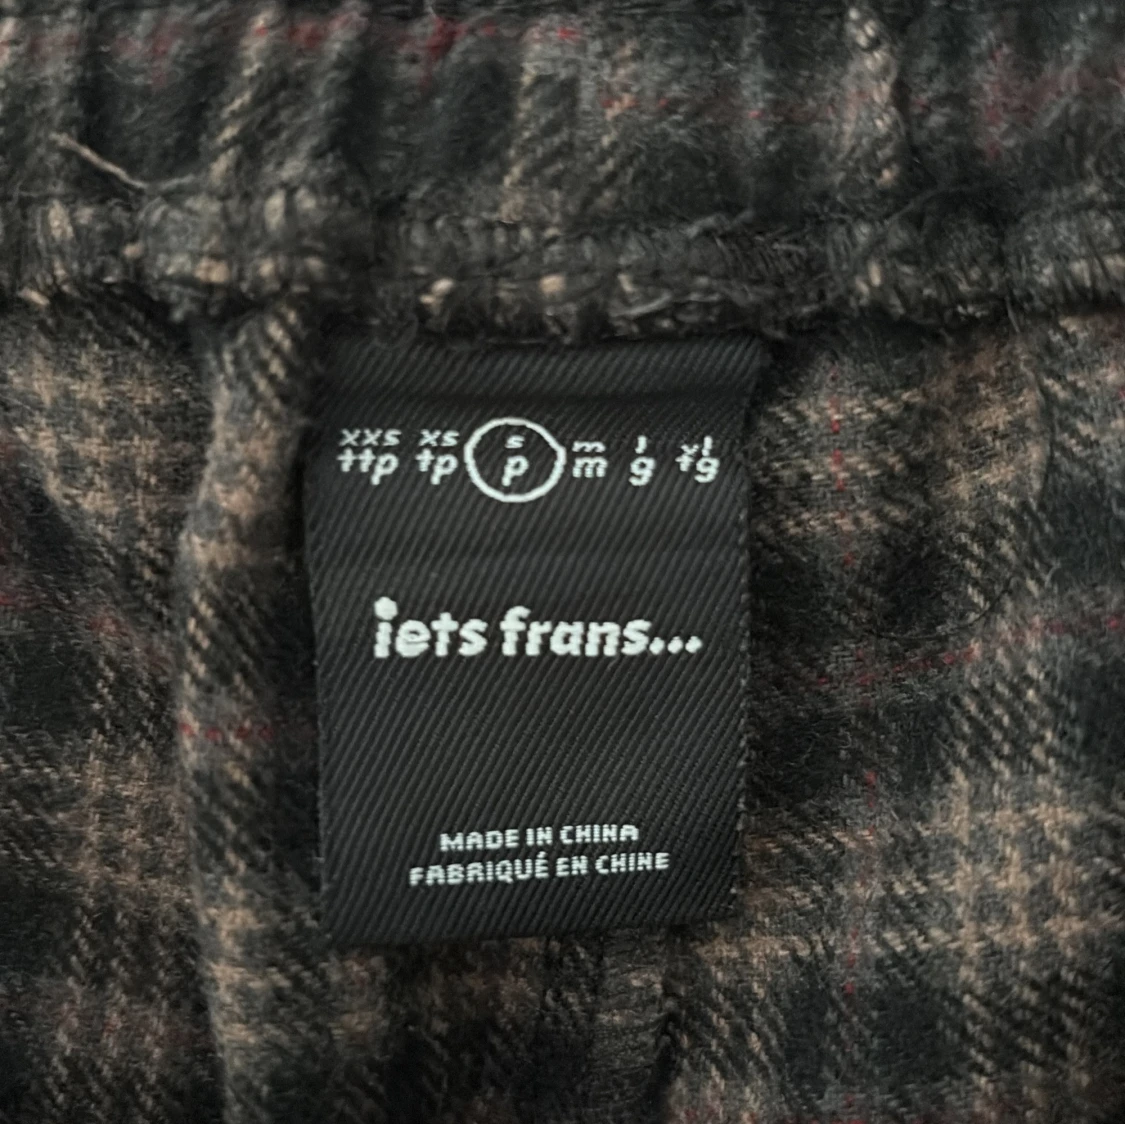 xxs xs s m l xl
ttp tp p m g tg
iets frans...
MADE IN CHINA
FABRIQUÉ EN CHINE